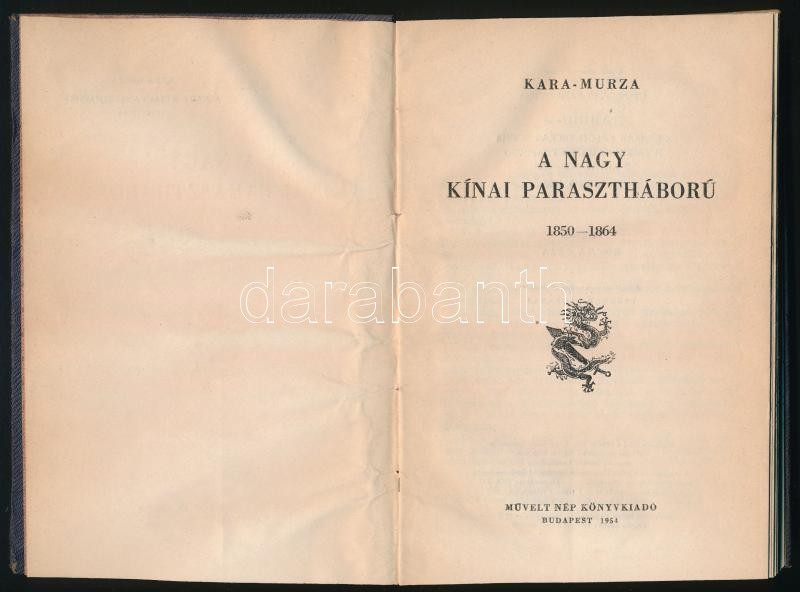 KARA-MURZA
A NAGY
KÍNAI PARASZTHÁBORÚ
1850—1864
darabanth
MŰVELT NÉP KÖNYVKIADÓ
BUDAPEST 1954